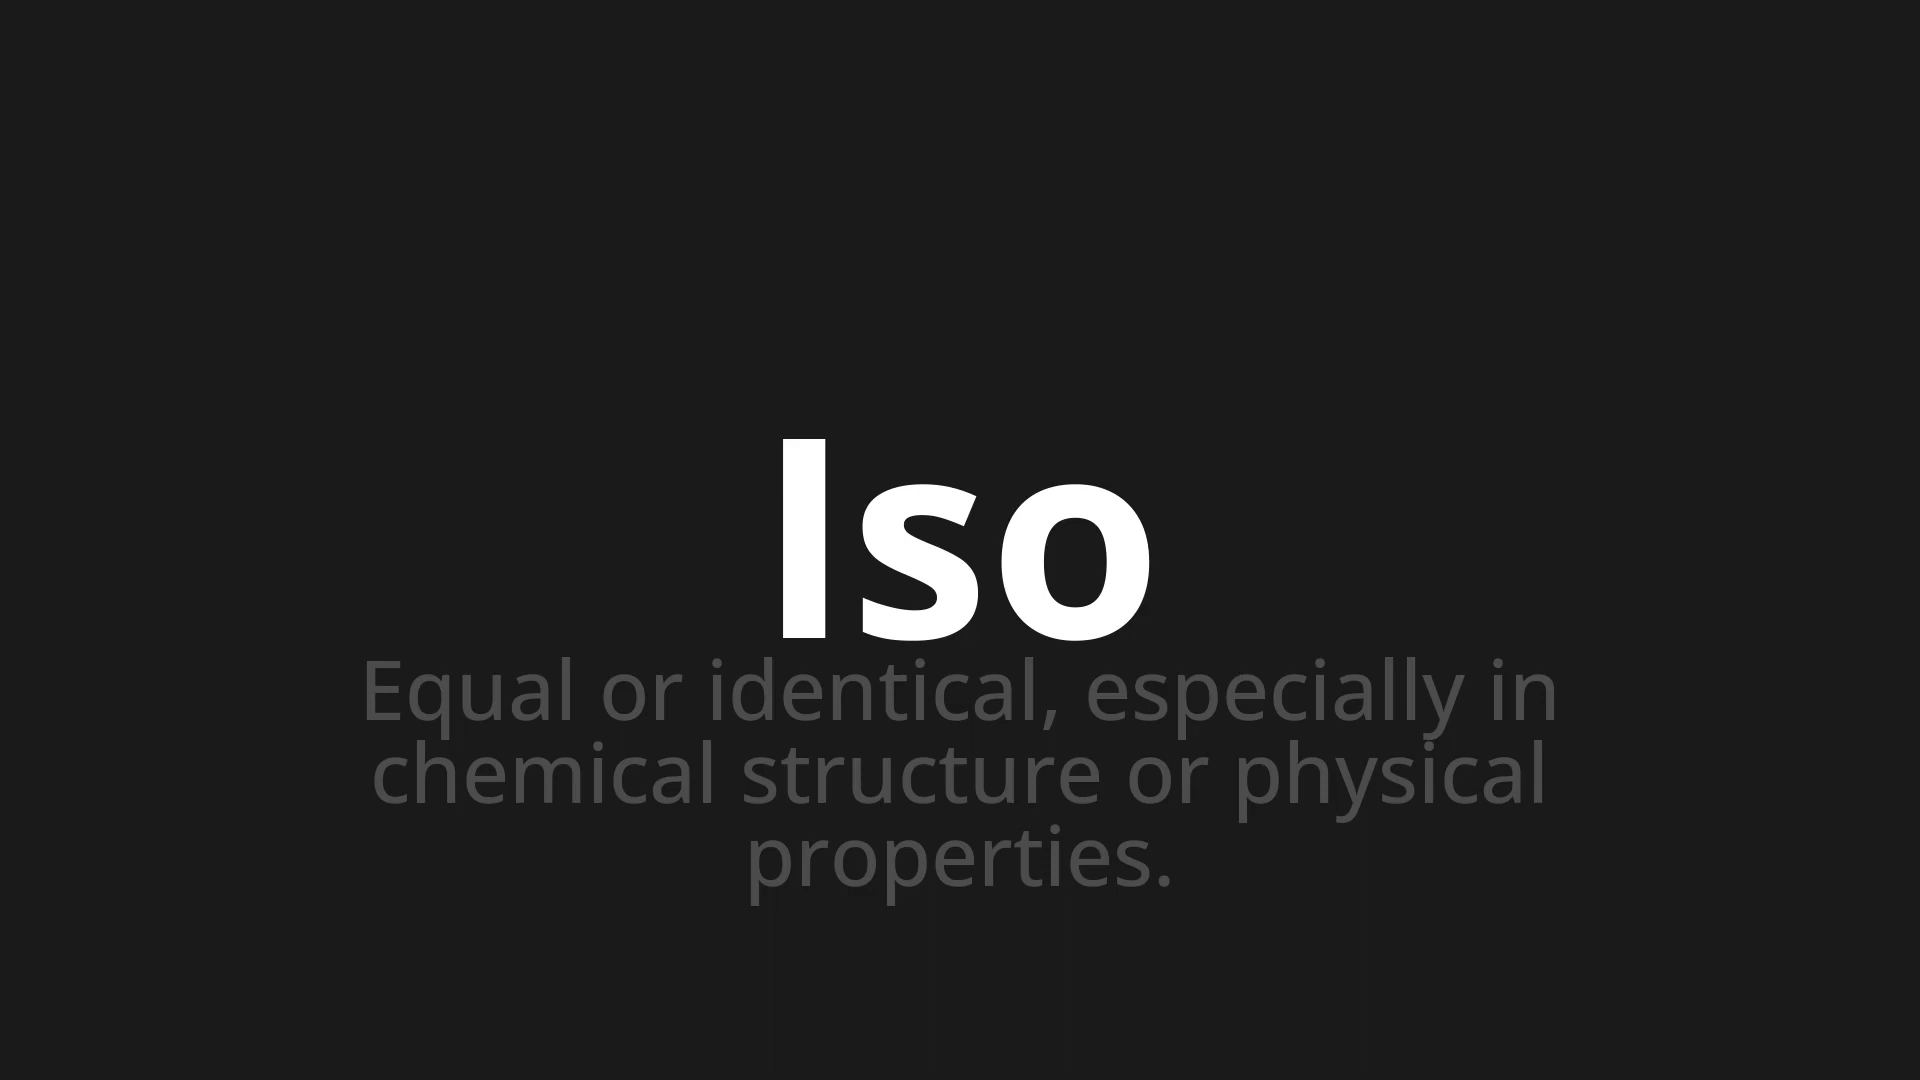 Iso
Equal or identical, especially in
chemical structure or physical
properties.